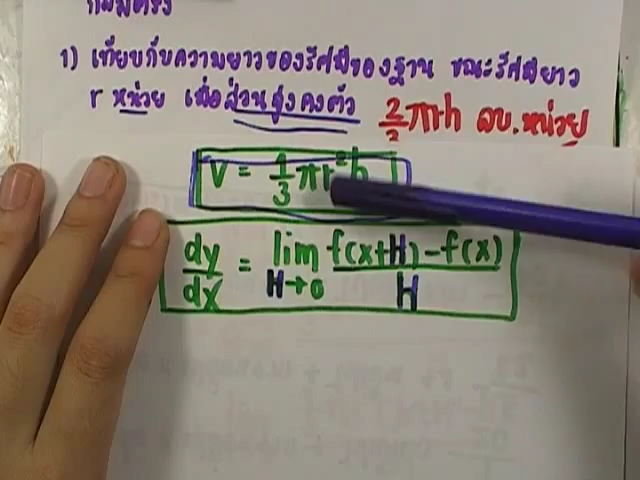 1) เทียบกับความยาวของรัศมีของฐาน ขณะรัศมียาว
r หน่วย เมื่อส่วนสูงคงตัว 2/3 πrh ลบ.หน่วย
V = 1/3 πr²h
dy/dx = lim H→0 f(x+H)-f(x) / H